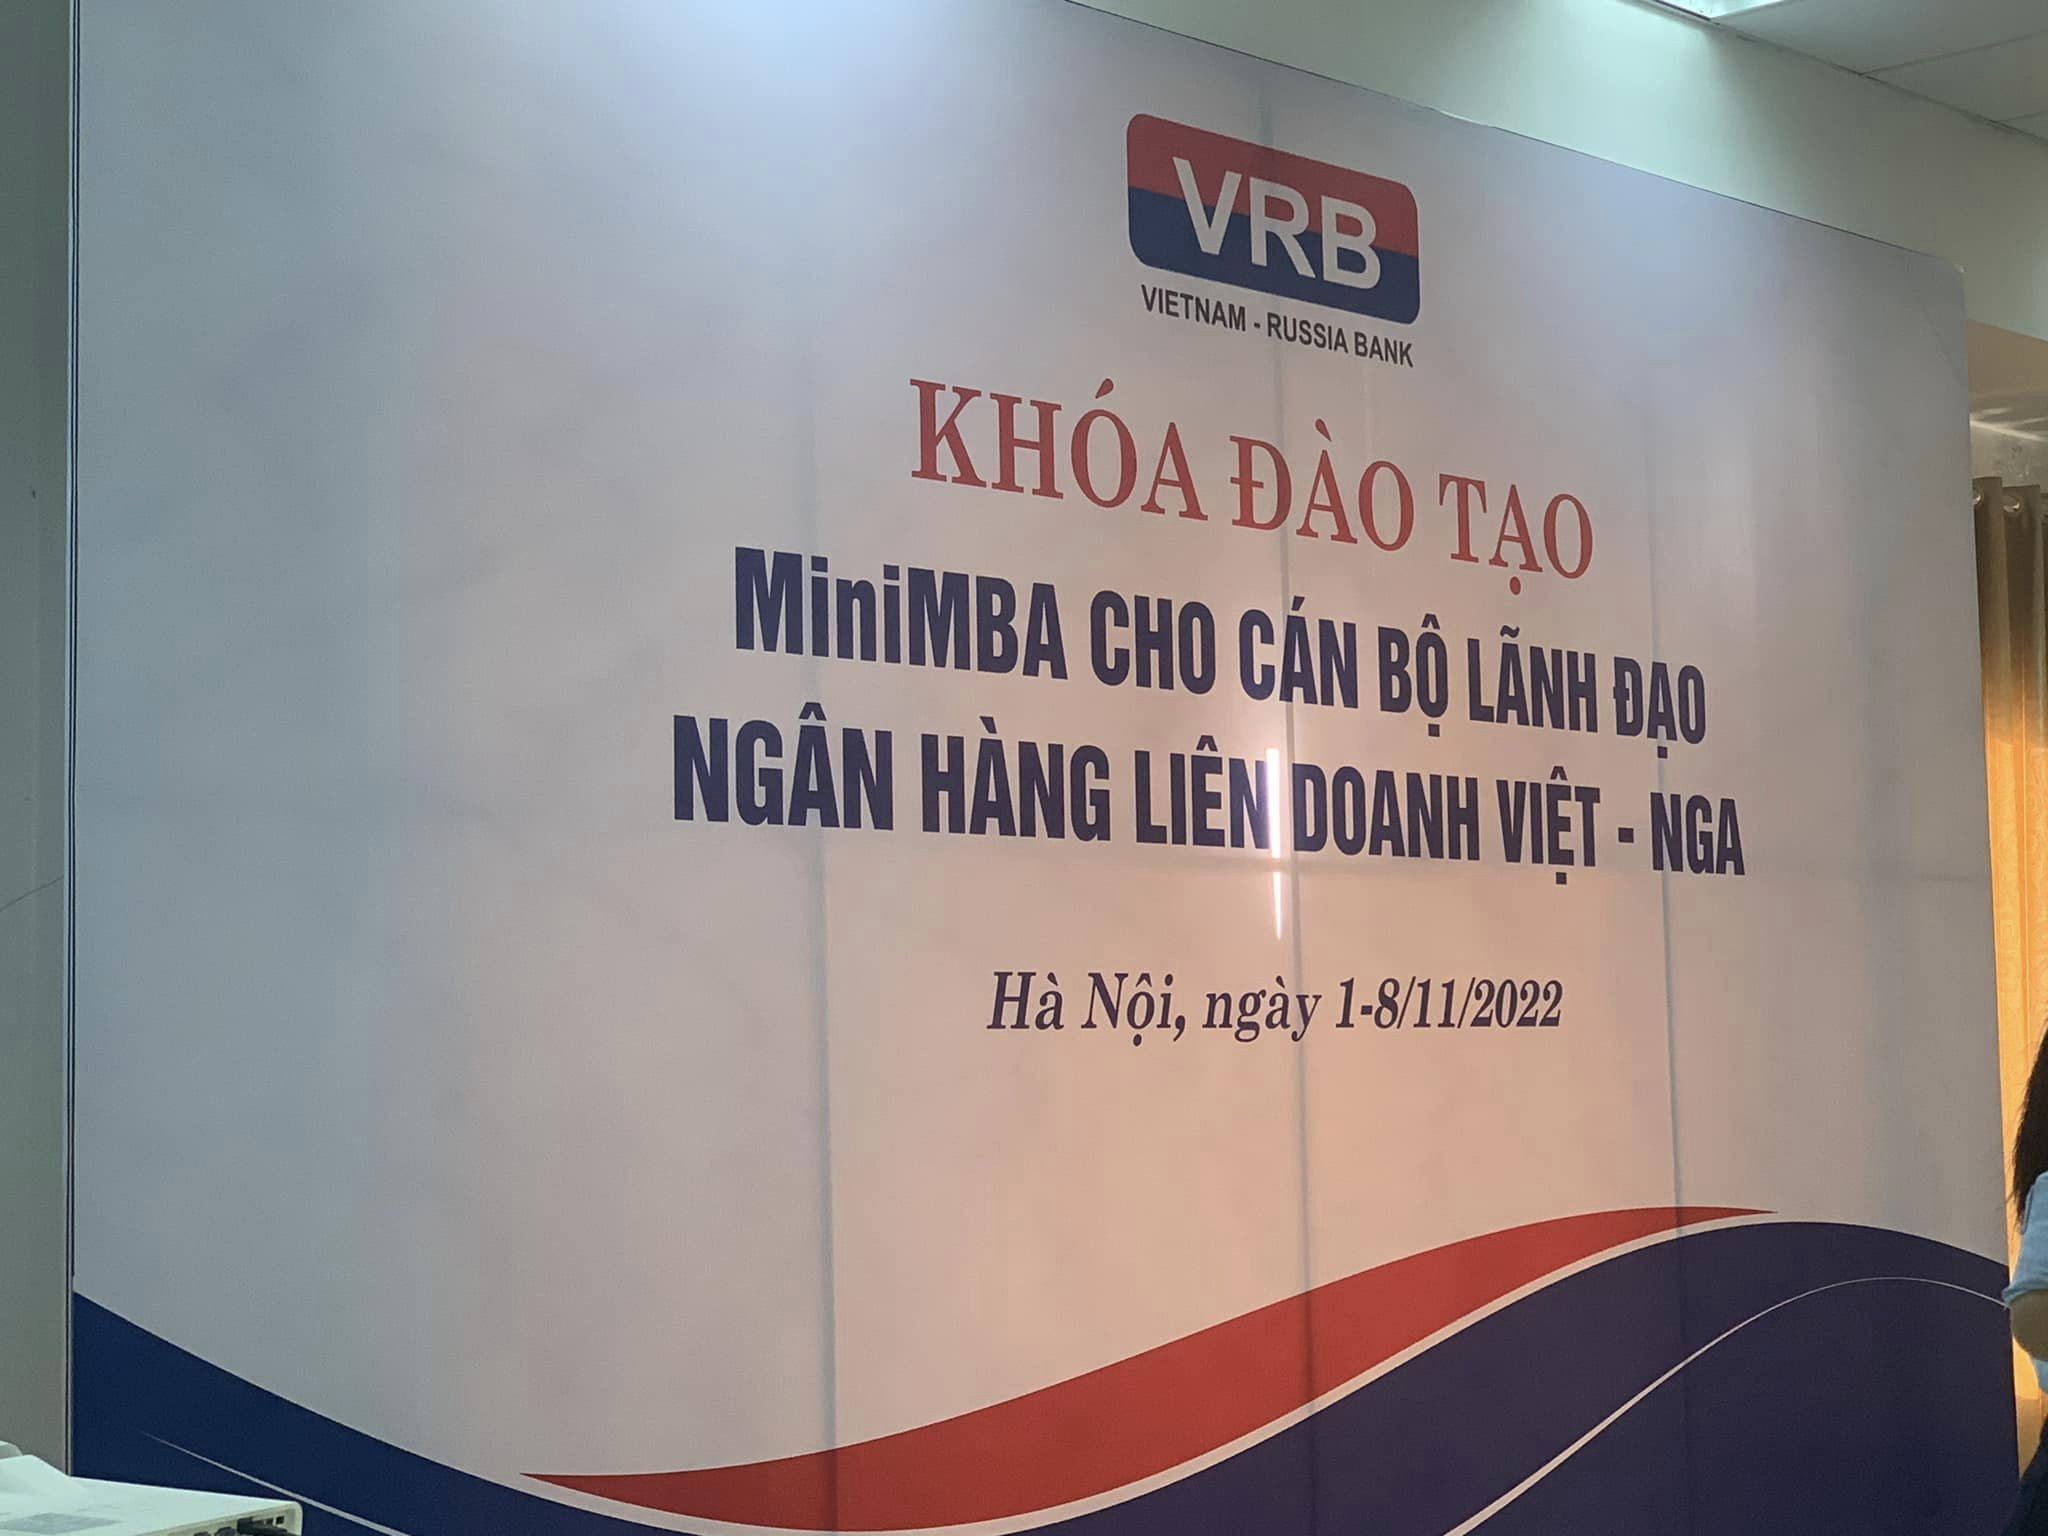 VRB
VIETNAM - RUSSIA BANK
KHÓA ĐÀO TẠO
MiniMBA CHO CÁN BỘ LÃNH ĐẠO
NGÂN HÀNG LIÊN DOANH VIỆT - NGA
Hà Nội, ngày 1-8/11/2022